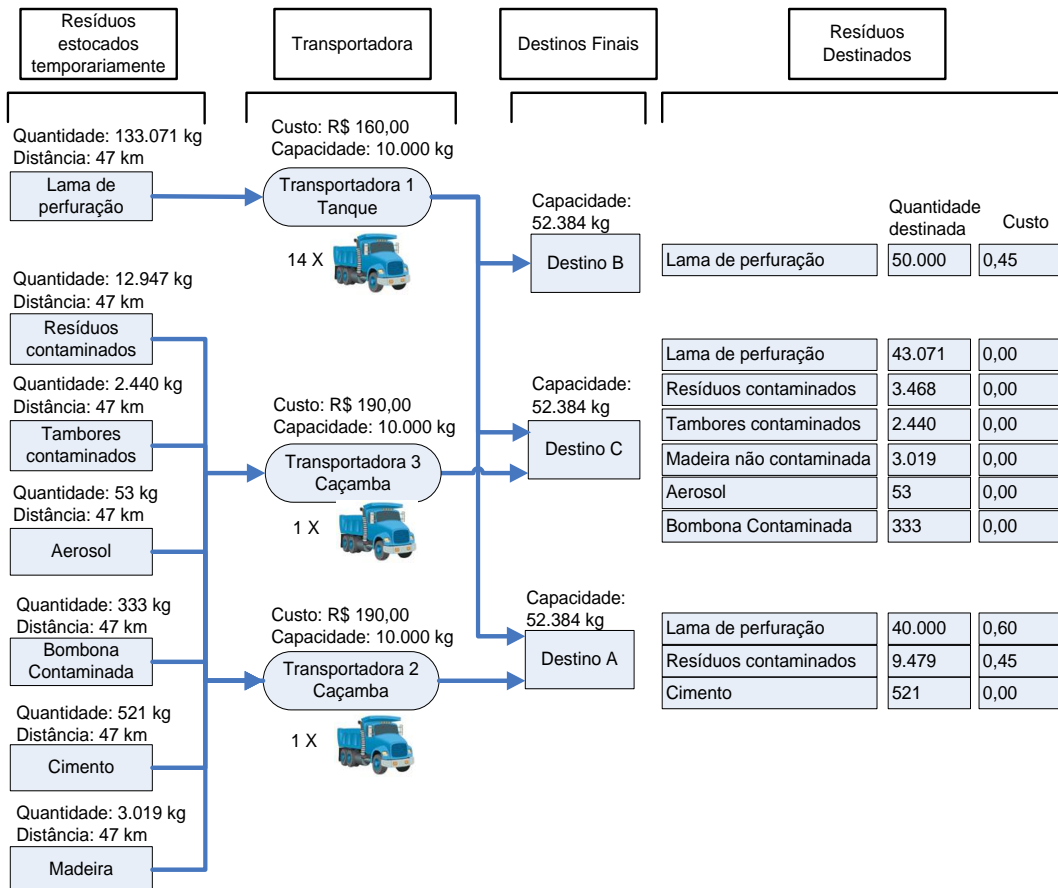 Resíduos
estocados
temporariamente
Transportadora
Destinos Finais
Resíduos
Destinados
Quantidade: 133.071 kg
Distância: 47 km
Lama de
perfuração
Custo: R$ 160,00
Capacidade: 10.000 kg
Transportadora 1
Tanque
14 X
Capacidade:
52.384 kg
Destino B
Quantidade
destinada
Custo
Lama de perfuração 50.000 0,45
Quantidade: 12.947 kg
Distância: 47 km
Resíduos
contaminados
Quantidade: 2.440 kg
Distância: 47 km
Tambores
contaminados
Quantidade: 53 kg
Distância: 47 km
Aerosol
Custo: R$ 190,00
Capacidade: 10.000 kg
Transportadora 3
Caçamba
1 X
Capacidade:
52.384 kg
Destino C
Lama de perfuração 43.071 0,00
Resíduos contaminados 3.468 0,00
Tambores contaminados 2.440 0,00
Madeira não contaminada 3.019 0,00
Aerosol 53 0,00
Bombona Contaminada 333 0,00
Quantidade: 333 kg
Distância: 47 km
Bombona
Contaminada
Quantidade: 521 kg
Distância: 47 km
Cimento
Quantidade: 3.019 kg
Distância: 47 km
Madeira
Custo: R$ 190,00
Capacidade: 10.000 kg
Transportadora 2
Caçamba
1 X
Capacidade:
52.384 kg
Destino A
Lama de perfuração 40.000 0,60
Resíduos contaminados 9.479 0,45
Cimento 521 0,00